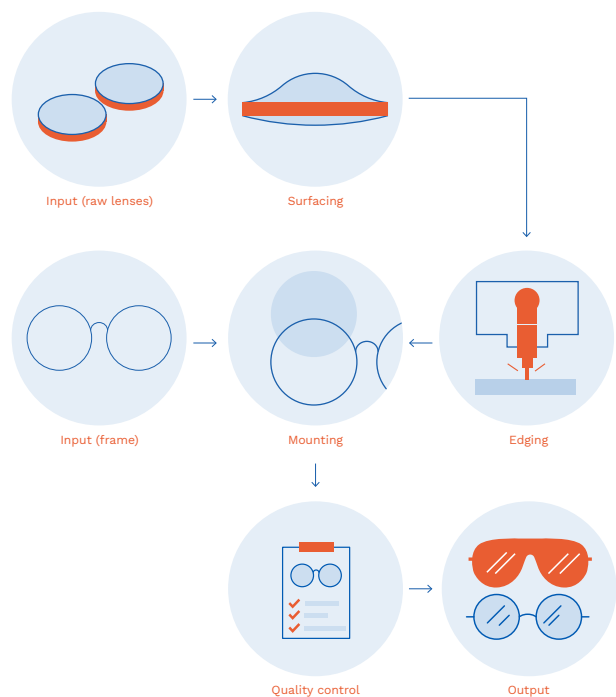 Input (raw lenses)
Surfacing
Input (frame)
Mounting
Edging
Quality control
Output